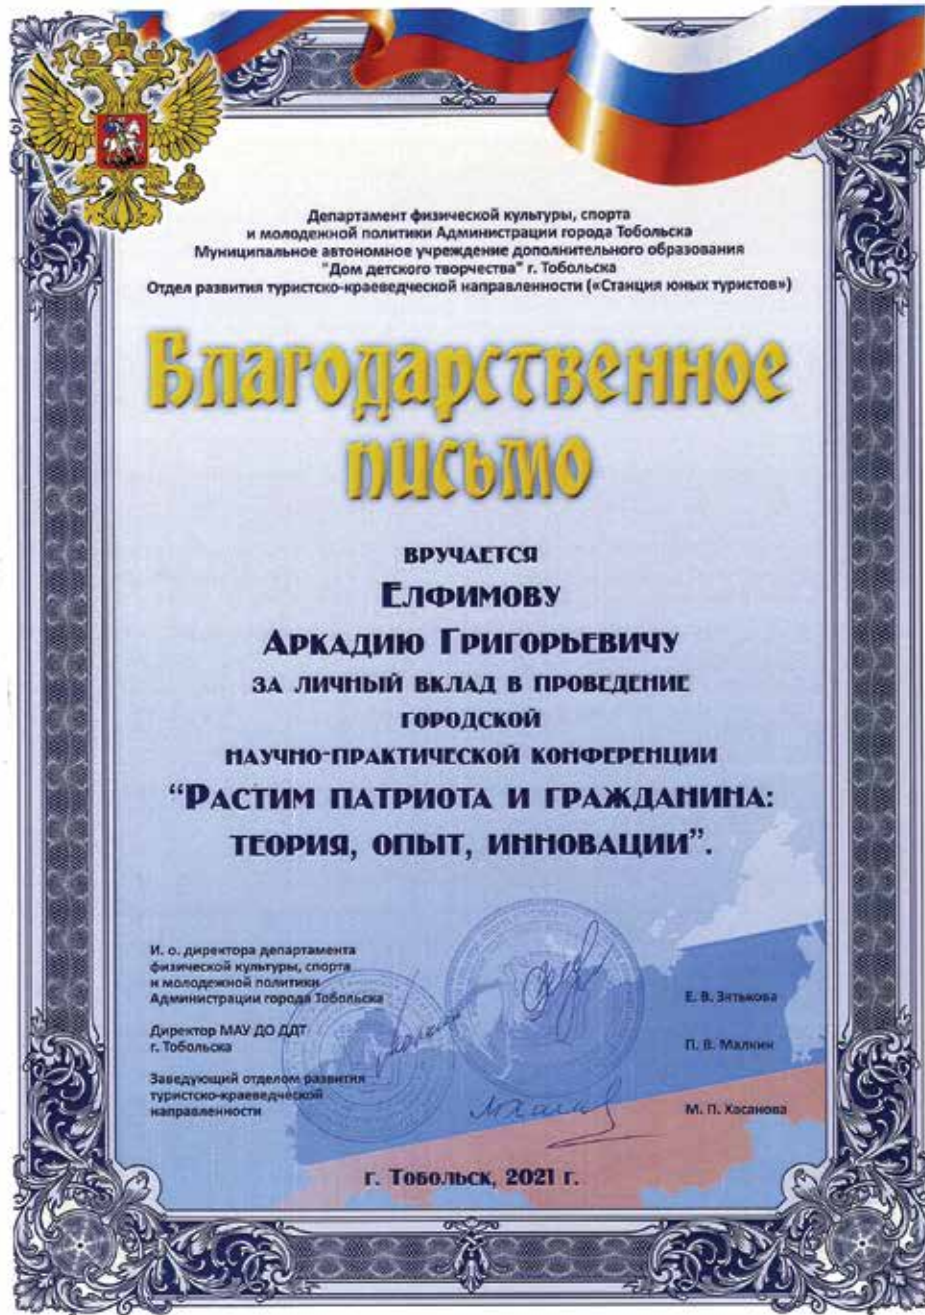 Департамент физической культуры, спорта
и молодежной политики Администрации города Тобольска
Муниципальное автономное учреждение дополнительного образования
"Дом детского творчества" г. Тобольска
Отдел развития туристско-краеведческой направленности («Станция юных туристов»)
Благодарственное
письмо
вручается
Елфимову
Аркадию Григорьевичу
за личный вклад в проведение
городской
научно-практической конференции
“Растим патриота и гражданина:
теория, опыт, инновации”.
И. о. директора департамента
физической культуры, спорта
и молодежной политики
Администрации города Тобольска
Е. В. Зятькова
Директор МАУ ДО ДДТ
г. Тобольска
П. В. Малкин
Заведующий отделом развития
туристско-краеведческой
направленности
М. П. Хасанова
г. Тобольск, 2021 г.